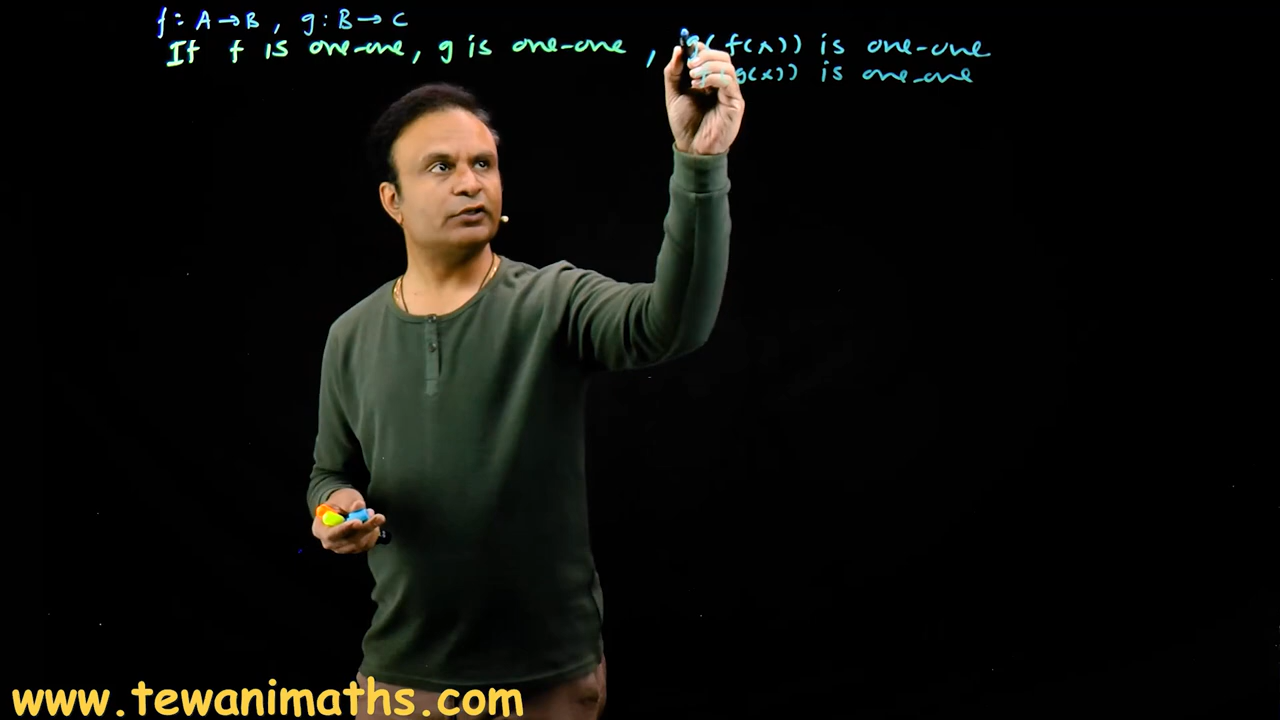 f : A → B , g : B → C
If f is one-one, g is one-one , g(f(x)) is one-one
f(g(x)) is one-one
www.tewanimaths.com